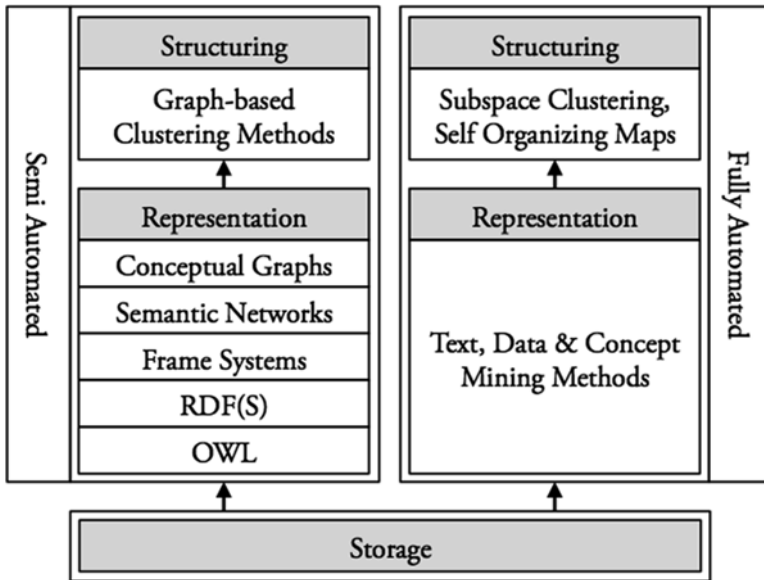 Semi Automated
Structuring
Graph-based
Clustering Methods
Representation
Conceptual Graphs
Semantic Networks
Frame Systems
RDF(S)
OWL
Structuring
Subspace Clustering,
Self Organizing Maps
Representation
Text, Data & Concept
Mining Methods
Fully Automated
Storage